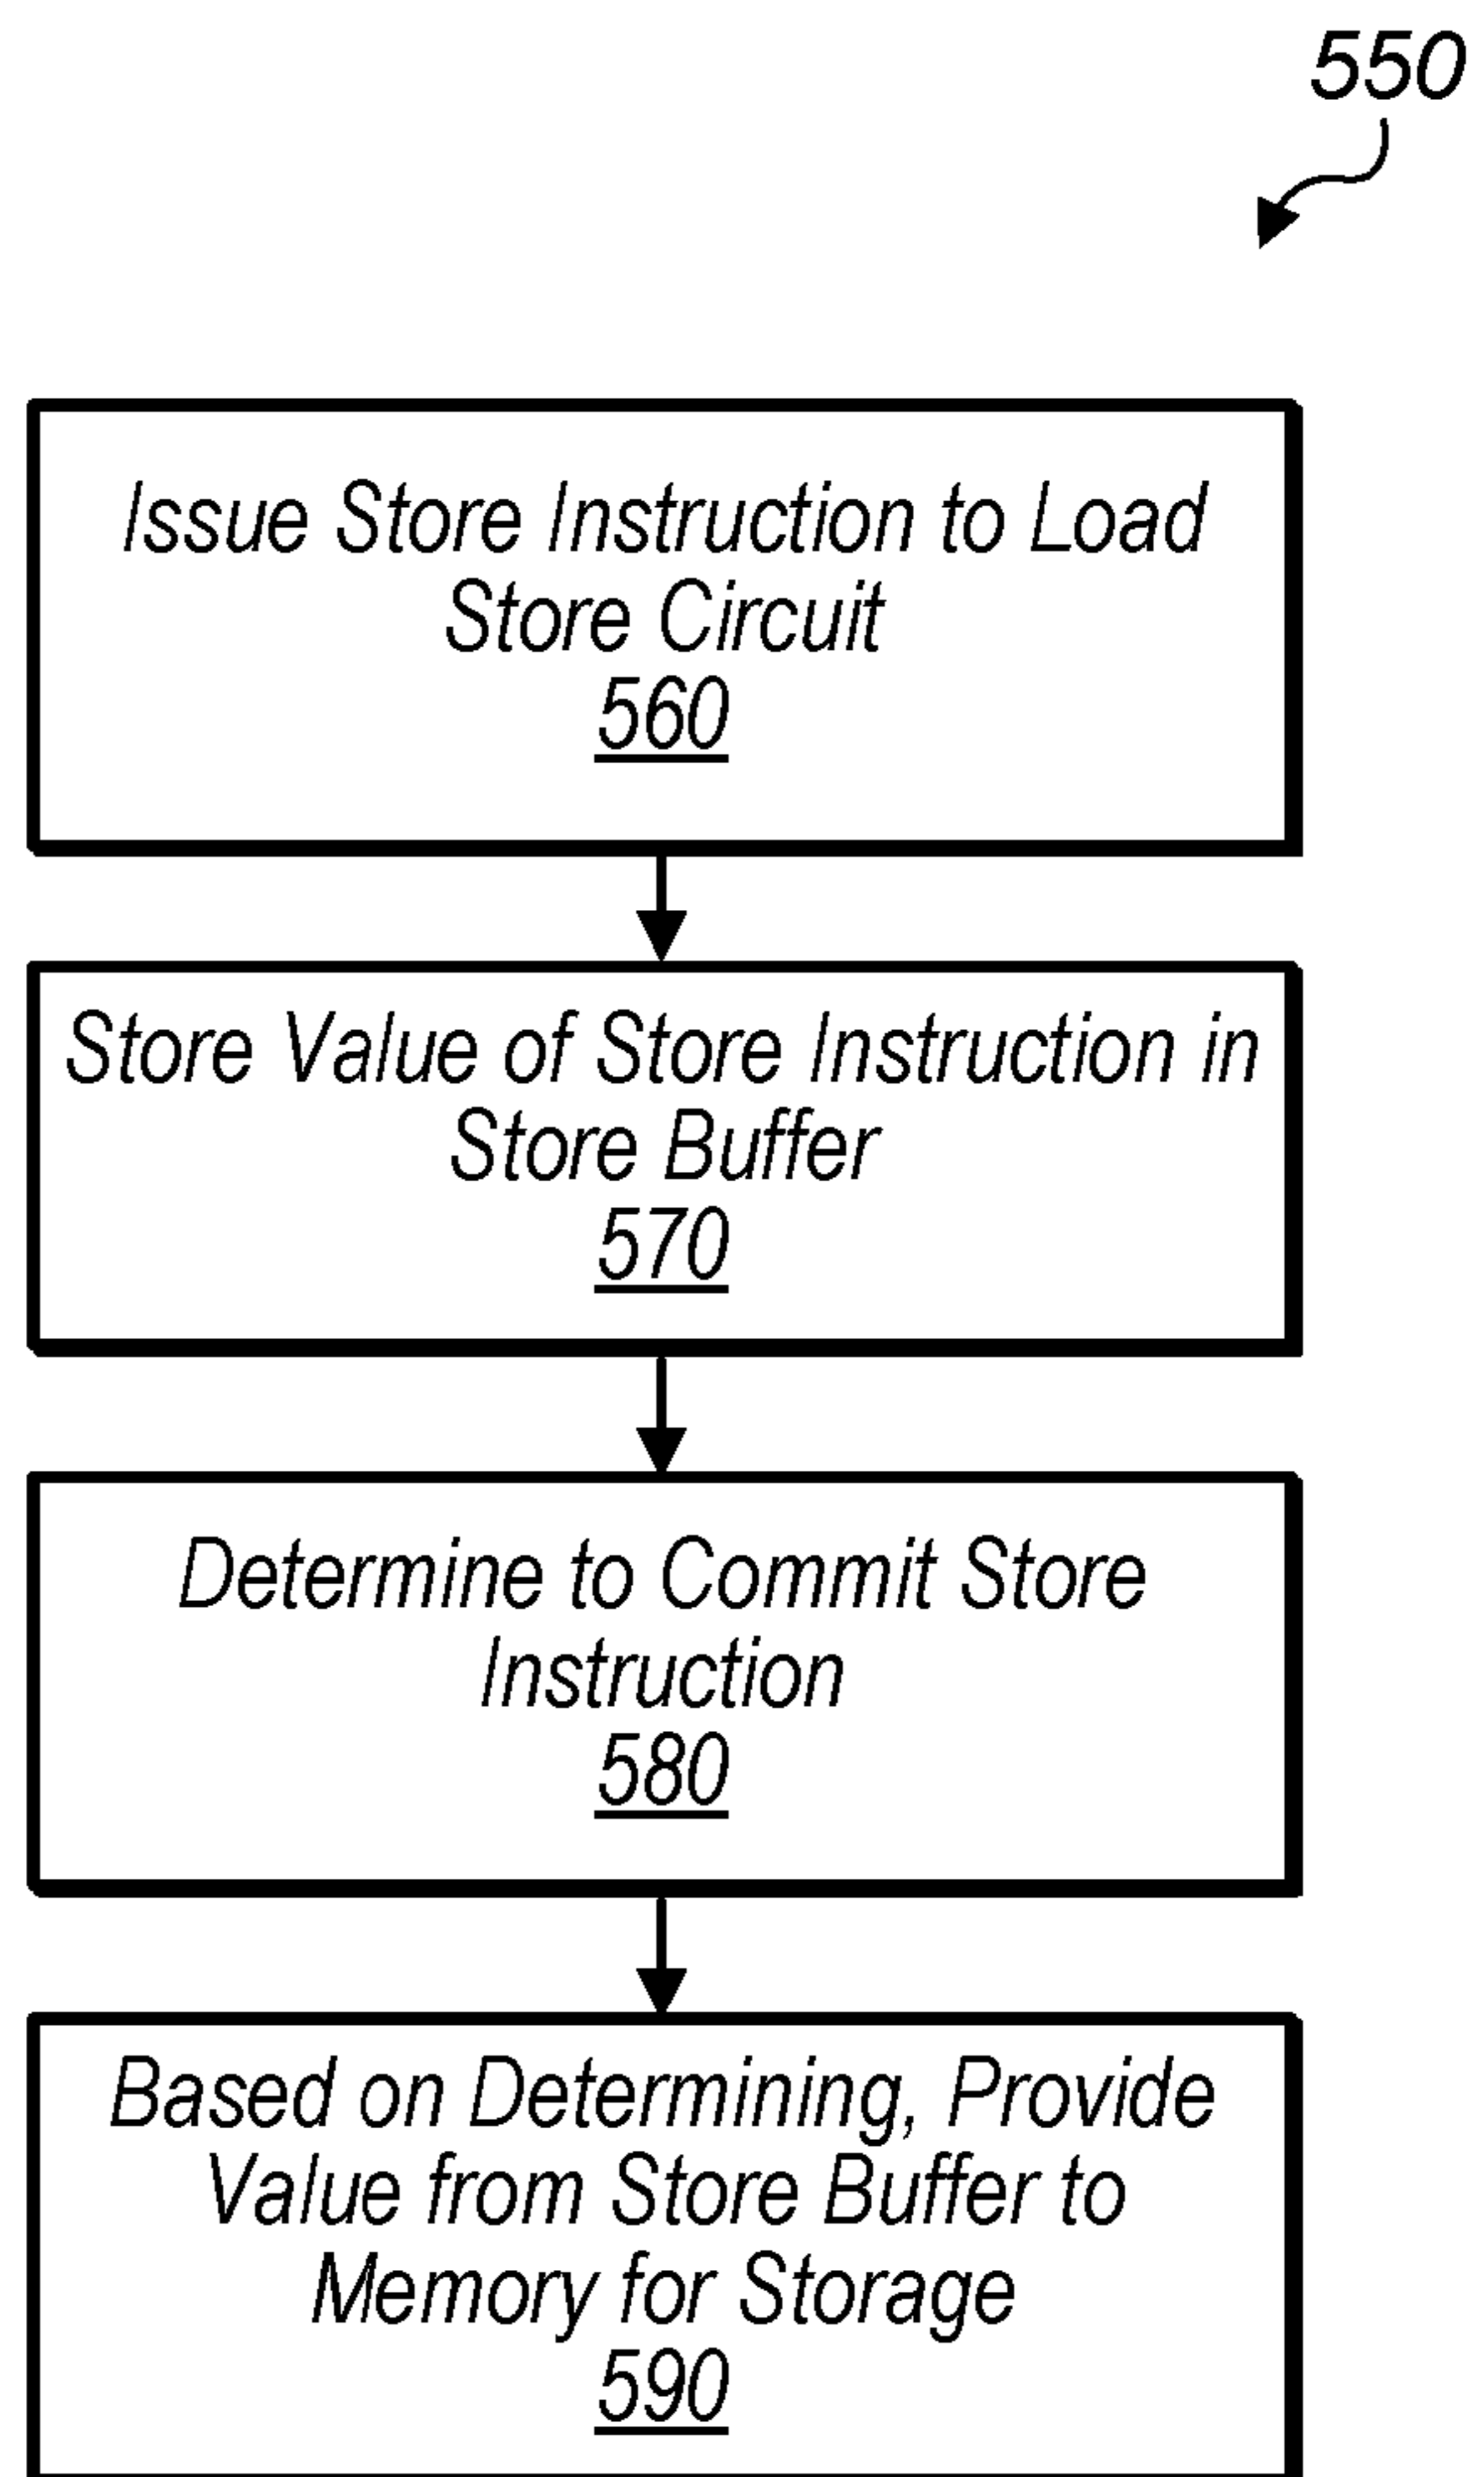 550
Issue Store Instruction to Load
Store Circuit
560
Store Value of Store Instruction in
Store Buffer
570
Determine to Commit Store
Instruction
580
Based on Determining, Provide
Value from Store Buffer to
Memory for Storage
590